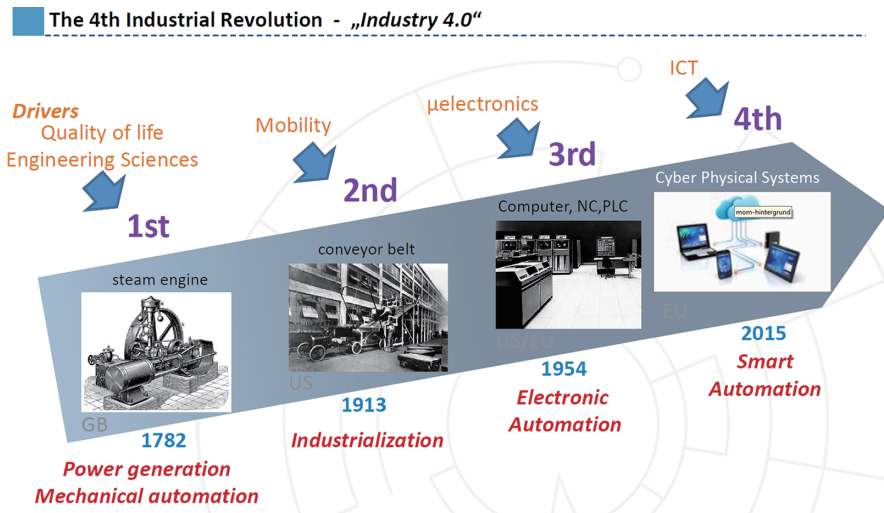 The 4th Industrial Revolution - „Industry 4.0“
Drivers
Quality of life
Engineering Sciences
1st
steam engine
GB
1782
Power generation
Mechanical automation
Mobility
2nd
conveyor belt
US
1913
Industrialization
µelectronics
3rd
Computer, NC,PLC
US/EU
1954
Electronic
Automation
ICT
4th
Cyber Physical Systems
mom-hintergrund
EU
2015
Smart
Automation